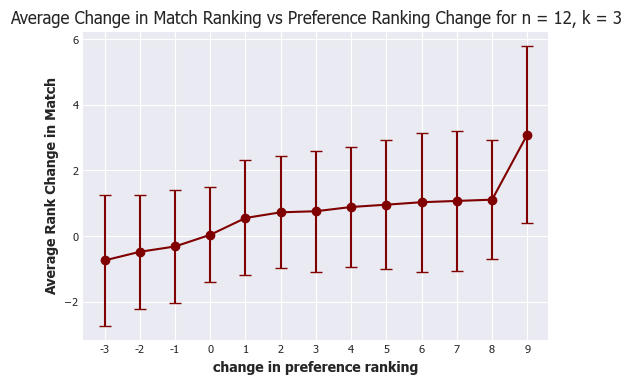 Average Change in Match Ranking vs Preference Ranking Change for n = 12, k = 3
Average Rank Change in Match
6
4
2
0
−2
-3 -2 -1 0 1 2 3 4 5 6 7 8 9
change in preference ranking